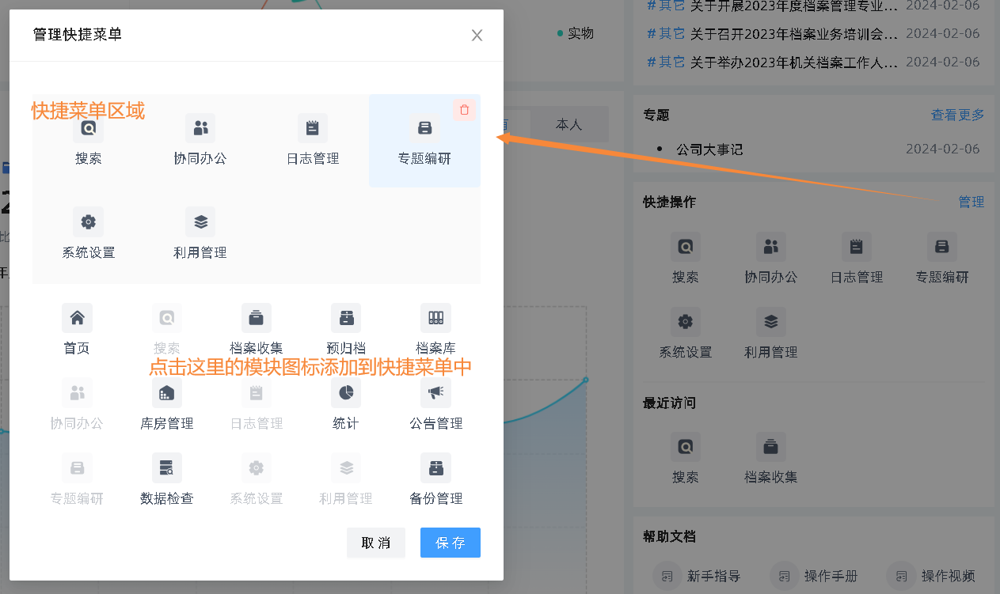 管理快捷菜单
快捷菜单区域
搜索
协同办公
日志管理
专题编研
系统设置
利用管理
首页
搜索
档案收集
预归档
档案库
点击这里的模块图标添加到快捷菜单中
协同办公
库房管理
日志管理
统计
公告管理
专题编研
数据检查
系统设置
利用管理
备份管理
取消
保存
实物
本人
#其它 关于开展2023年度档案管理专业... 2024-02-06
#其它 关于召开2023年档案业务培训会... 2024-02-06
#其它 关于举办2023年机关档案工作人... 2024-02-06
专题
查看更多
• 公司大事记 2024-02-06
快捷操作
管理
搜索
协同办公
日志管理
专题编研
系统设置
利用管理
最近访问
搜索
档案收集
帮助文档
新手指导
操作手册
操作视频